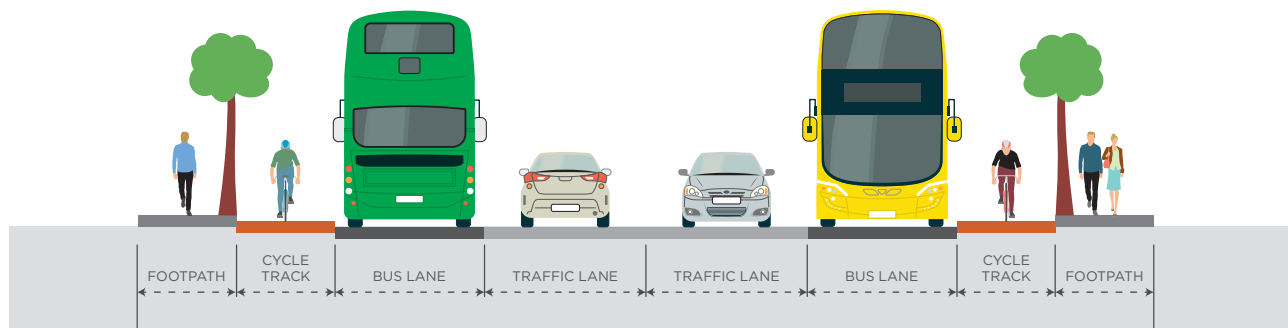 FOOTPATH
CYCLE
TRACK
BUS LANE
TRAFFIC LANE
TRAFFIC LANE
BUS LANE
CYCLE
TRACK
FOOTPATH